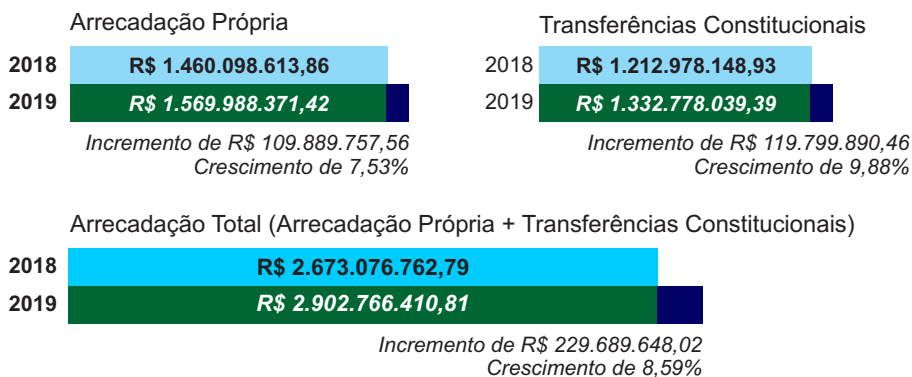 Arrecadação Própria
2018 R$ 1.460.098.613,86
2019 R$ 1.569.988.371,42
Incremento de R$ 109.889.757,56
Crescimento de 7,53%
Transferências Constitucionais
2018 R$ 1.212.978.148,93
2019 R$ 1.332.778.039,39
Incremento de R$ 119.799.890,46
Crescimento de 9,88%
Arrecadação Total (Arrecadação Própria + Transferências Constitucionais)
2018 R$ 2.673.076.762,79
2019 R$ 2.902.766.410,81
Incremento de R$ 229.689.648,02
Crescimento de 8,59%